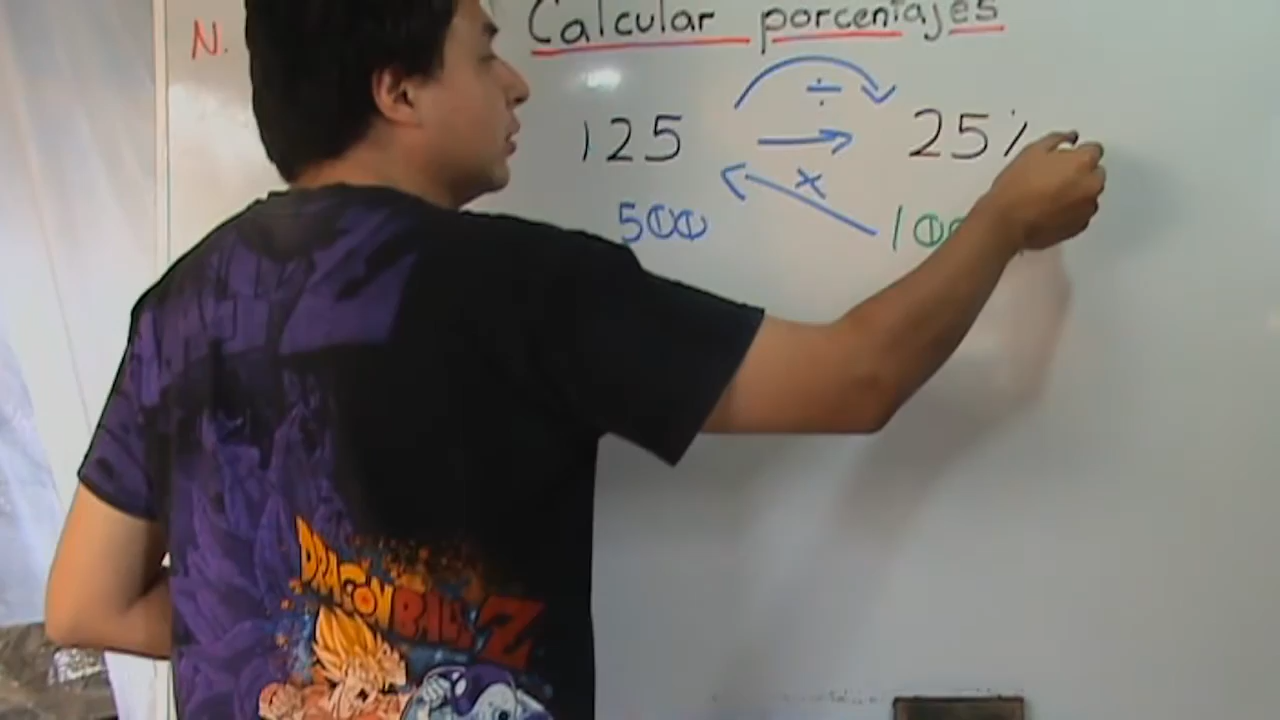 N.
Calcular porcentajes
÷
125 → 25%
x
500 100
DRAGON BALL Z